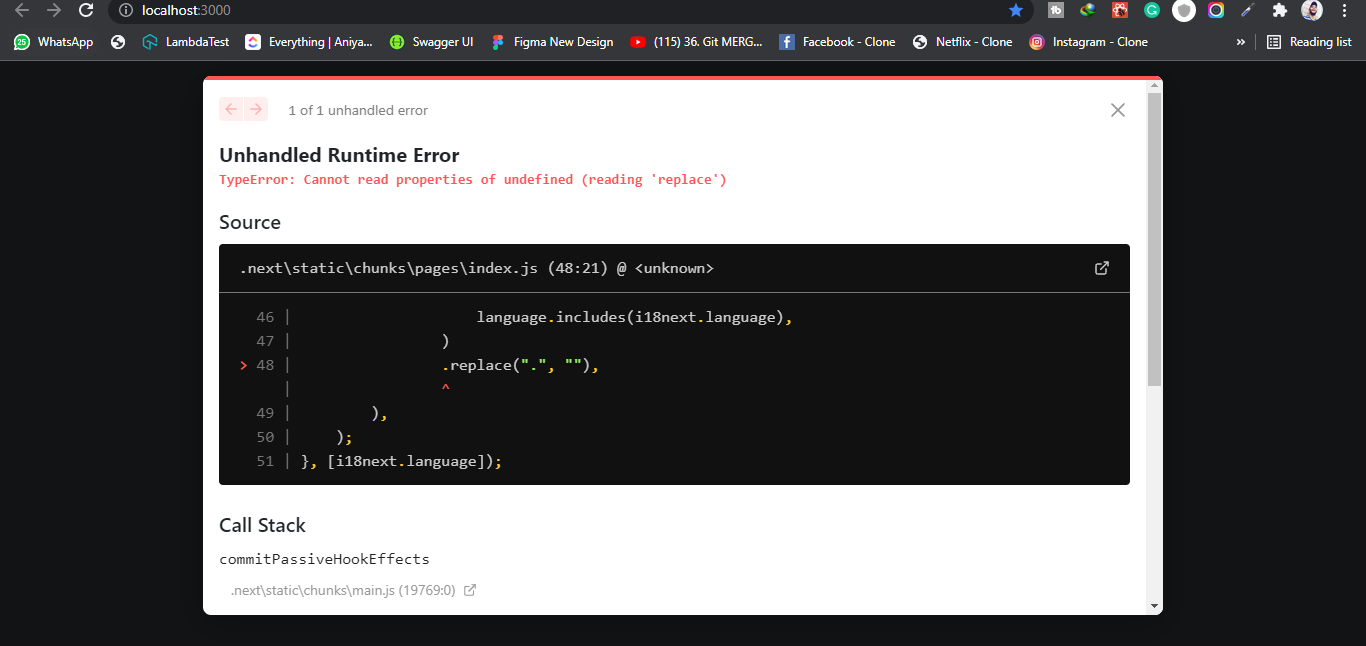 localhost:3000
tb
25 WhatsApp LambdaTest Everything | Aniya... Swagger UI Figma New Design (115) 36. Git MERG... Facebook - Clone Netflix - Clone Instagram - Clone » Reading list
1 of 1 unhandled error
Unhandled Runtime Error
TypeError: Cannot read properties of undefined (reading 'replace')
Source
.next\static\chunks\pages\index.js (48:21) @ <unknown>
46 | language.includes(i18next.language),
47 | )
> 48 | .replace(".", ""),
| ^
49 | ),
50 | );
51 | }, [i18next.language]);
Call Stack
commitPassiveHookEffects
.next\static\chunks\main.js (19769:0)